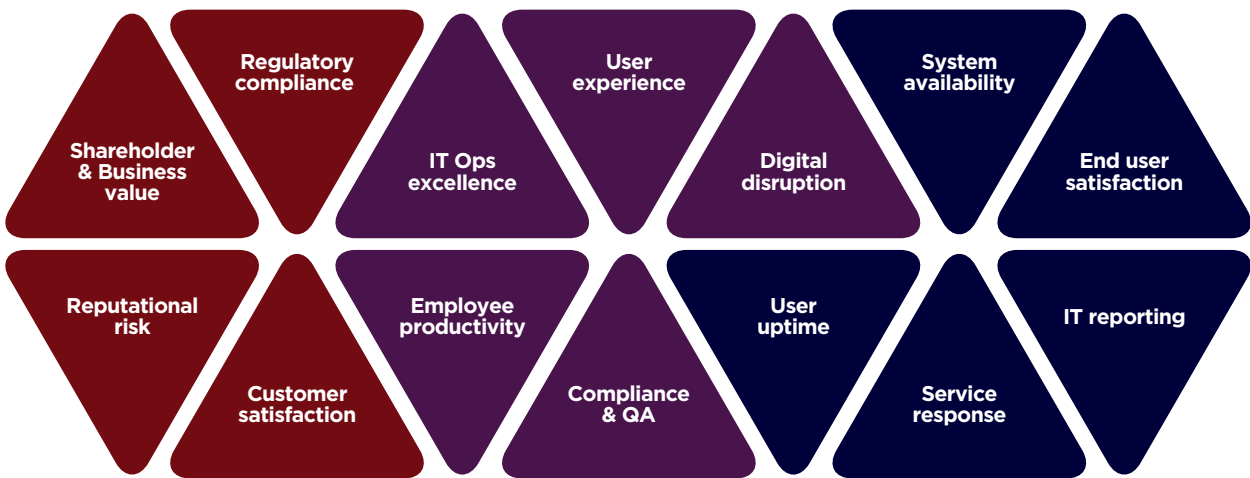 Shareholder
& Business
value
Regulatory
compliance
IT Ops
excellence
User
experience
Digital
disruption
System
availability
End user
satisfaction
Reputational
risk
Customer
satisfaction
Employee
productivity
Compliance
& QA
User
uptime
Service
response
IT reporting